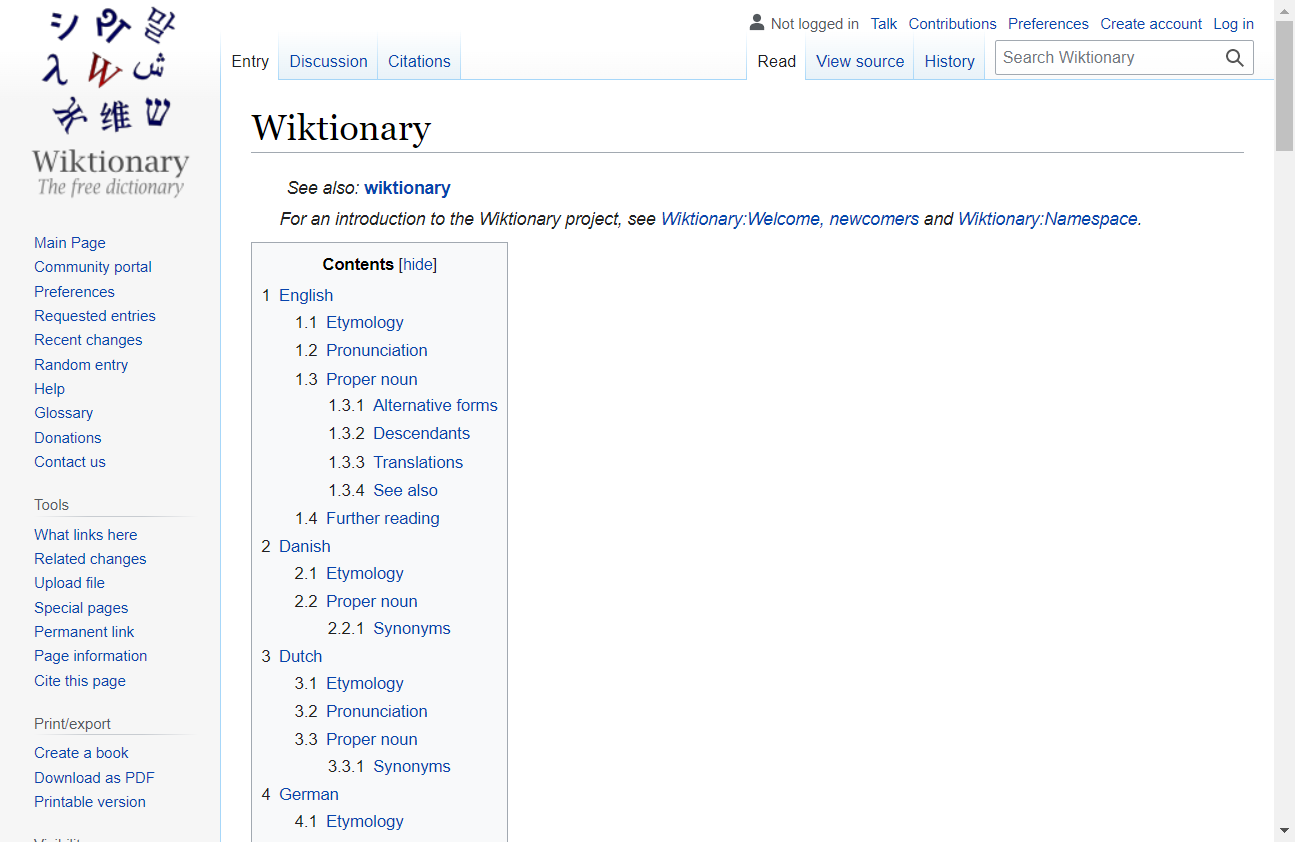 シ
Wiktionary
The free dictionary
Main Page
Community portal
Preferences
Requested entries
Recent changes
Random entry
Help
Glossary
Donations
Contact us
Tools
What links here
Related changes
Upload file
Special pages
Permanent link
Page information
Cite this page
Print/export
Create a book
Download as PDF
Printable version
Not logged in Talk Contributions Preferences Create account Log in
Entry Discussion Citations Read View source History Search Wiktionary
Wiktionary
See also: wiktionary
For an introduction to the Wiktionary project, see Wiktionary:Welcome, newcomers and Wiktionary:Namespace.
Contents [hide]
1 English
1.1 Etymology
1.2 Pronunciation
1.3 Proper noun
1.3.1 Alternative forms
1.3.2 Descendants
1.3.3 Translations
1.3.4 See also
1.4 Further reading
2 Danish
2.1 Etymology
2.2 Proper noun
2.2.1 Synonyms
3 Dutch
3.1 Etymology
3.2 Pronunciation
3.3 Proper noun
3.3.1 Synonyms
4 German
4.1 Etymology